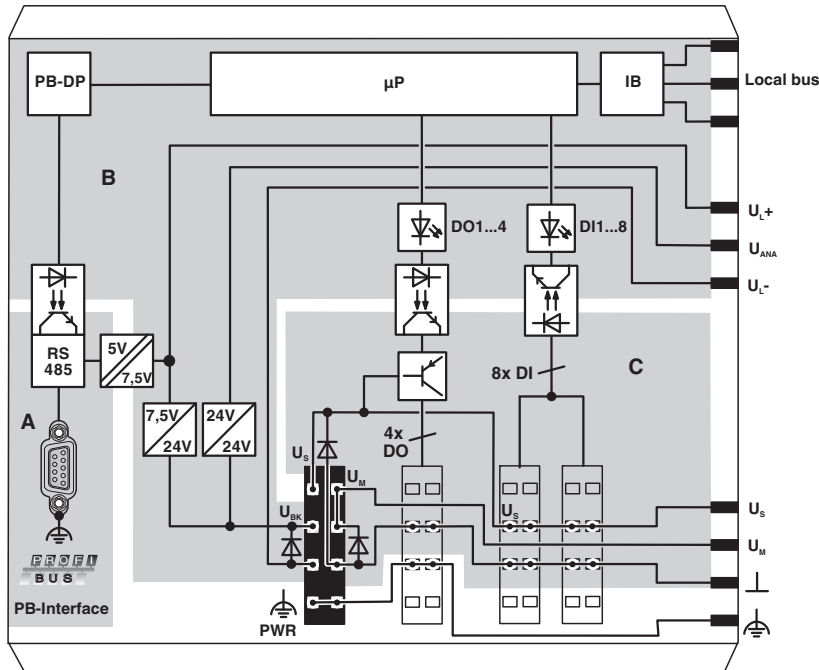 PB-DP
µP
IB
Local bus
B
DO1...4
DI1...8
U_L+
U_ANA
U_L-
RS
485
5V
7,5V
8x DI
C
A
7,5V
24V
24V
24V
4x
DO
U_S
U_M
U_BK
U_S
U_S
U_M
PROFI
BUS
PB-Interface
PWR